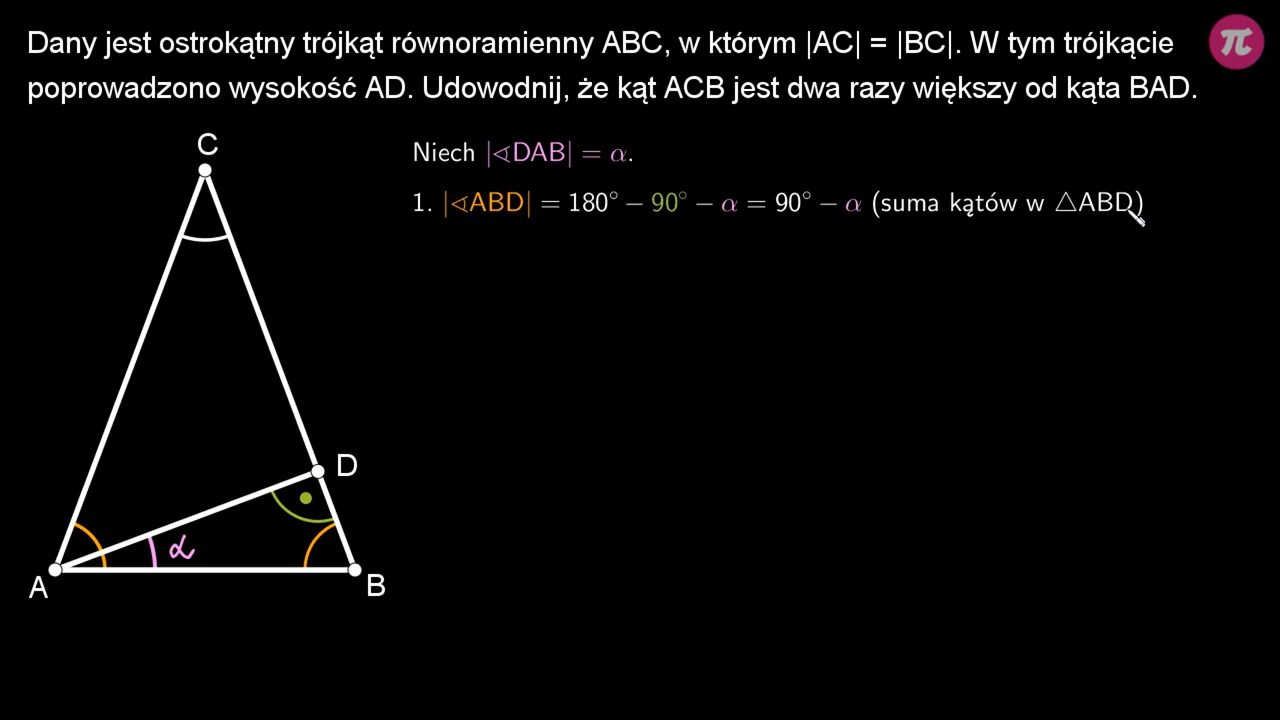 Dany jest ostrokątny trójkąt równoramienny ABC, w którym |AC| = |BC|. W tym trójkącie
poprowadzono wysokość AD. Udowodnij, że kąt ACB jest dwa razy większy od kąta BAD.
π
Niech |∢DAB| = α.
1. |∢ABD| = 180° − 90° − α = 90° − α (suma kątów w △ABD)
C
D
α
A
B